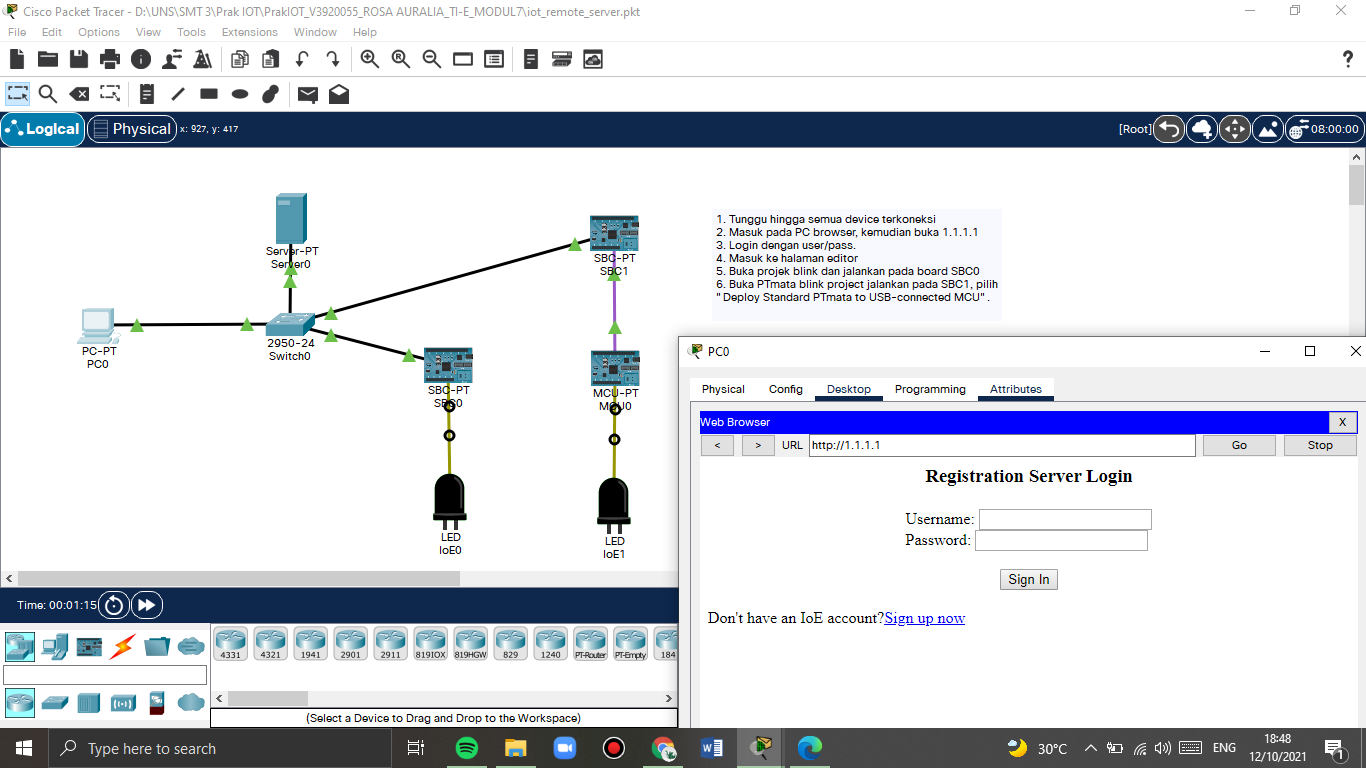 Cisco Packet Tracer - D:\UNS\SMT 3\Prak IOT\PrakIOT_V3920055_ROSA AURALIA_TI-E_MODUL7\iot_remote_server.pkt
File Edit Options View Tools Extensions Window Help
Logical Physical x: 927, y: 417 [Root] 08:00:00
1. Tunggu hingga semua device terkoneksi
2. Masuk pada PC browser, kemudian buka 1.1.1.1
3. Login dengan user/pass.
4. Masuk ke halaman editor
5. Buka projek blink dan jalankan pada board SBC0
6. Buka PTmata blink project jalankan pada SBC1, pilih
"Deploy Standard PTmata to USB-connected MCU".
Server-PT
Server0
SBC-PT
SBC1
PC-PT
PC0
2950-24
Switch0
SBC-PT
SBC0
MCU-PT
MCU0
LED
IoE0
LED
IoE1
PC0
Physical Config Desktop Programming Attributes
Web Browser X
< > URL http://1.1.1.1 Go Stop
Registration Server Login
Username:
Password:
Sign In
Don't have an IoE account?Sign up now
Time: 00:01:15
4331 4321 1941 2901 2911 819IOX 819HGW 829 1240 PT-Router PT-Empty 184
(Select a Device to Drag and Drop to the Workspace)
Type here to search
30°C ENG 18:48
12/10/2021
1